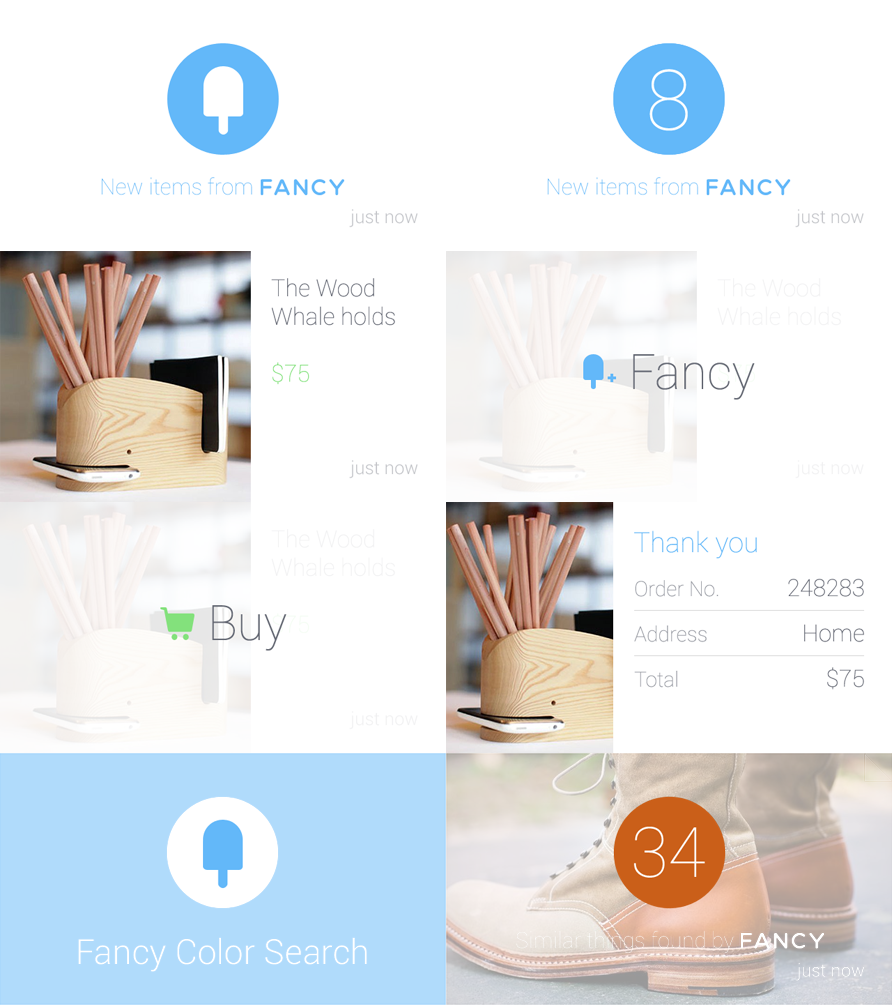 New items from FANCY
just now
8
New items from FANCY
just now
The Wood
Whale holds
$75
just now
The Wood
Whale holds
Fancy
just now
The Wood
Whale holds
Buy
just now
Thank you
Order No. 248283
Address Home
Total $75
Fancy Color Search
34
Similar things found by FANCY
just now